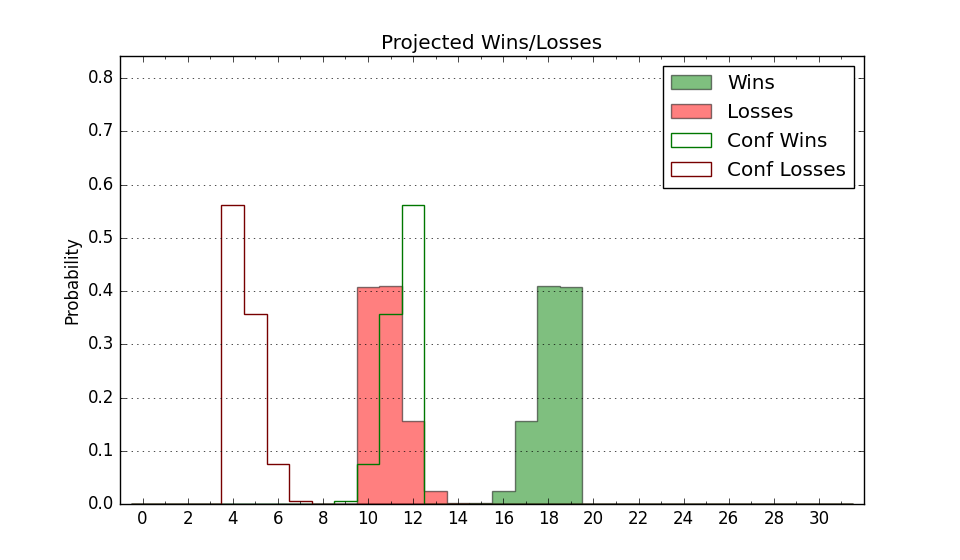 Projected Wins/Losses
Wins
Losses
Conf Wins
Conf Losses
Probability
0.8
0.7
0.6
0.5
0.4
0.3
0.2
0.1
0.0
0 2 4 6 8 10 12 14 16 18 20 22 24 26 28 30